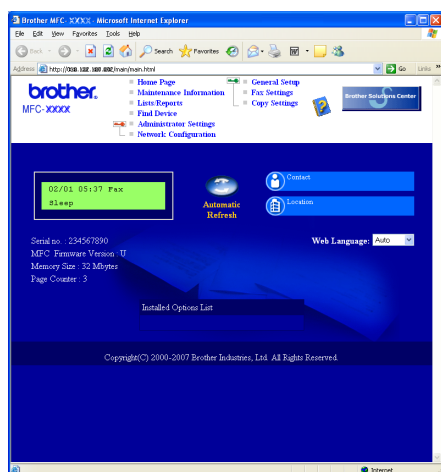 Brother MFC-XXXX - Microsoft Internet Explorer
File Edit View Favorites Tools Help
Back Search Favorites
Address /main/main.html Go Links »
brother.
MFC-XXXX
Home Page
Maintenance Information
Lists/Reports
Find Device
Administrator Settings
Network Configuration
General Setup
Fax Settings
Copy Settings
Brother Solutions Center
02/01 05:37 Fax
Sleep
Automatic
Refresh
Contact
Location
Serial no. : 234567890
MFC Firmware Version : U
Memory Size : 32 Mbytes
Page Counter : 3
Web Language: Auto
Installed Options List
Copyright(C) 2000-2007 Brother Industries, Ltd. All Rights Reserved.
Internet